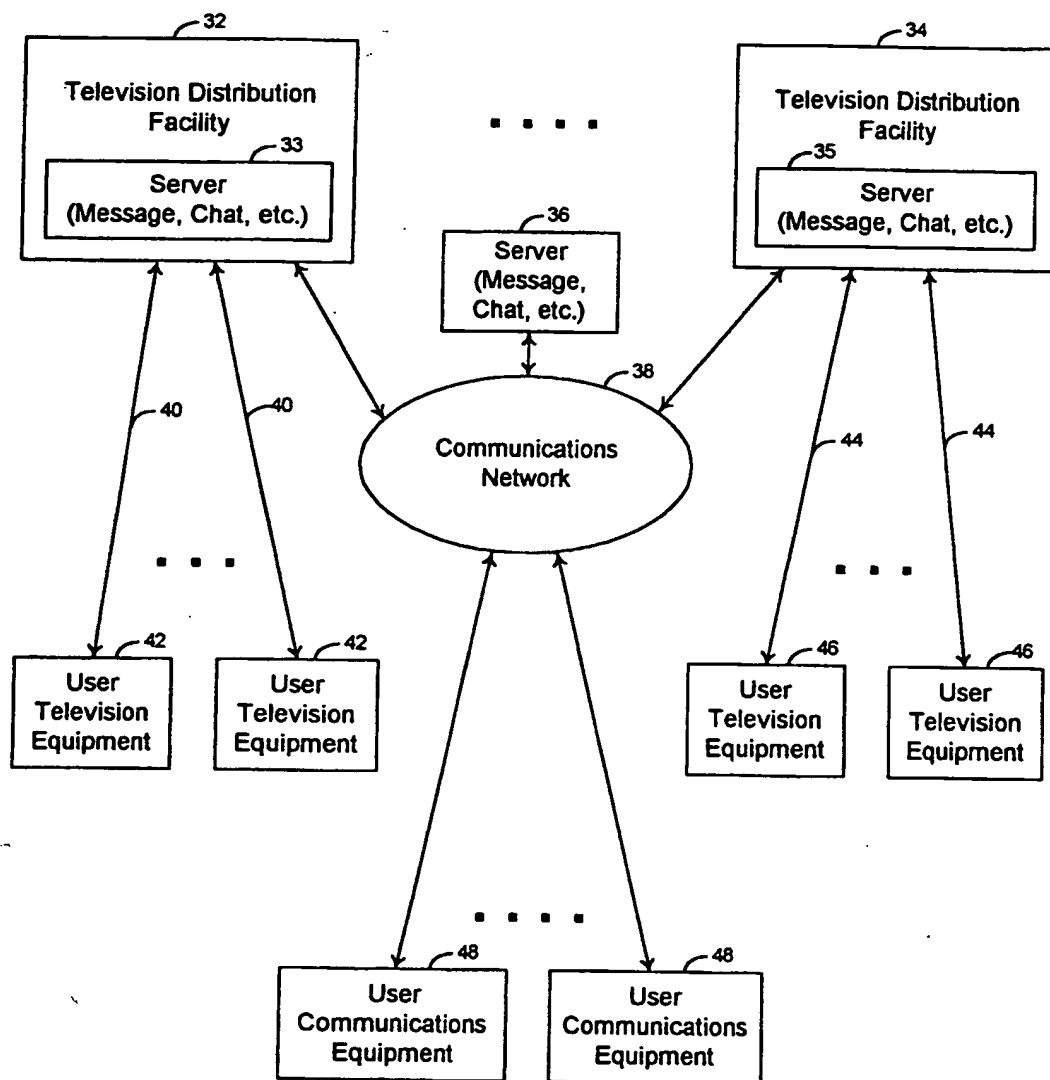 32
Television Distribution
Facility
33
Server
(Message, Chat, etc.)
34
Television Distribution
Facility
35
Server
(Message, Chat, etc.)
36
Server
(Message,
Chat, etc.)
38
Communications
Network
40
40
44
44
42
User
Television
Equipment
42
User
Television
Equipment
46
User
Television
Equipment
46
User
Television
Equipment
48
User
Communications
Equipment
48
User
Communications
Equipment